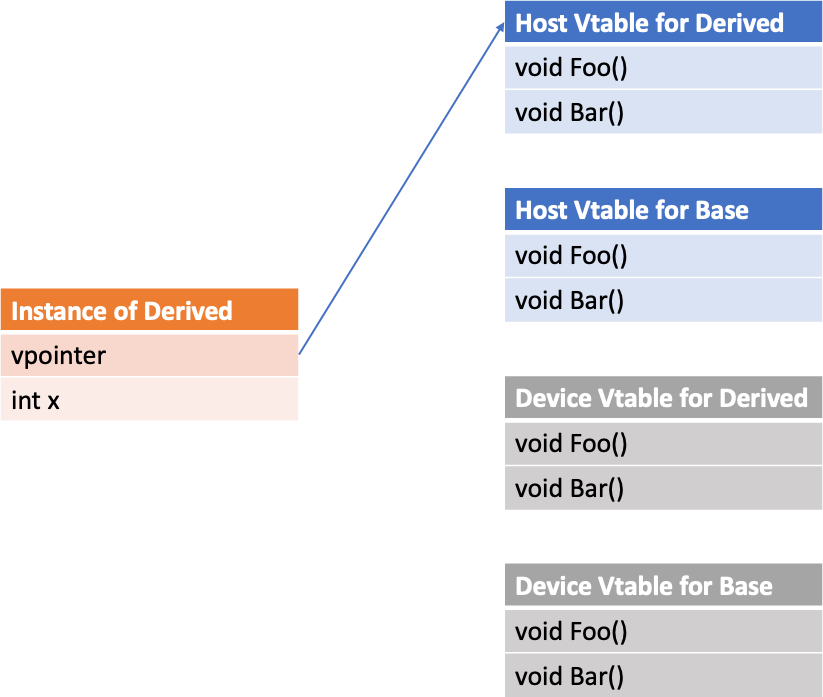 Instance of Derived
vpointer
int x
Host Vtable for Derived
void Foo()
void Bar()
Host Vtable for Base
void Foo()
void Bar()
Device Vtable for Derived
void Foo()
void Bar()
Device Vtable for Base
void Foo()
void Bar()